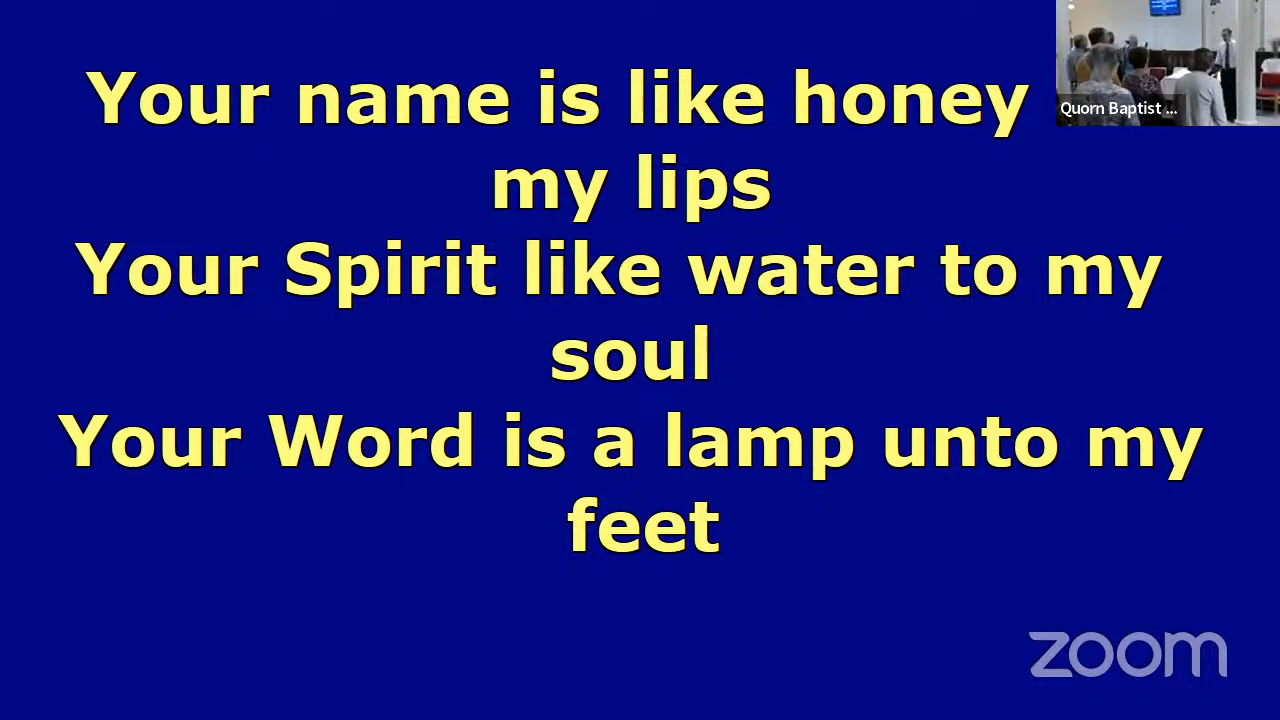 Your name is like honey
my lips
Your Spirit like water to my
soul
Your Word is a lamp unto my
feet
Quorn Baptist ...
zoom